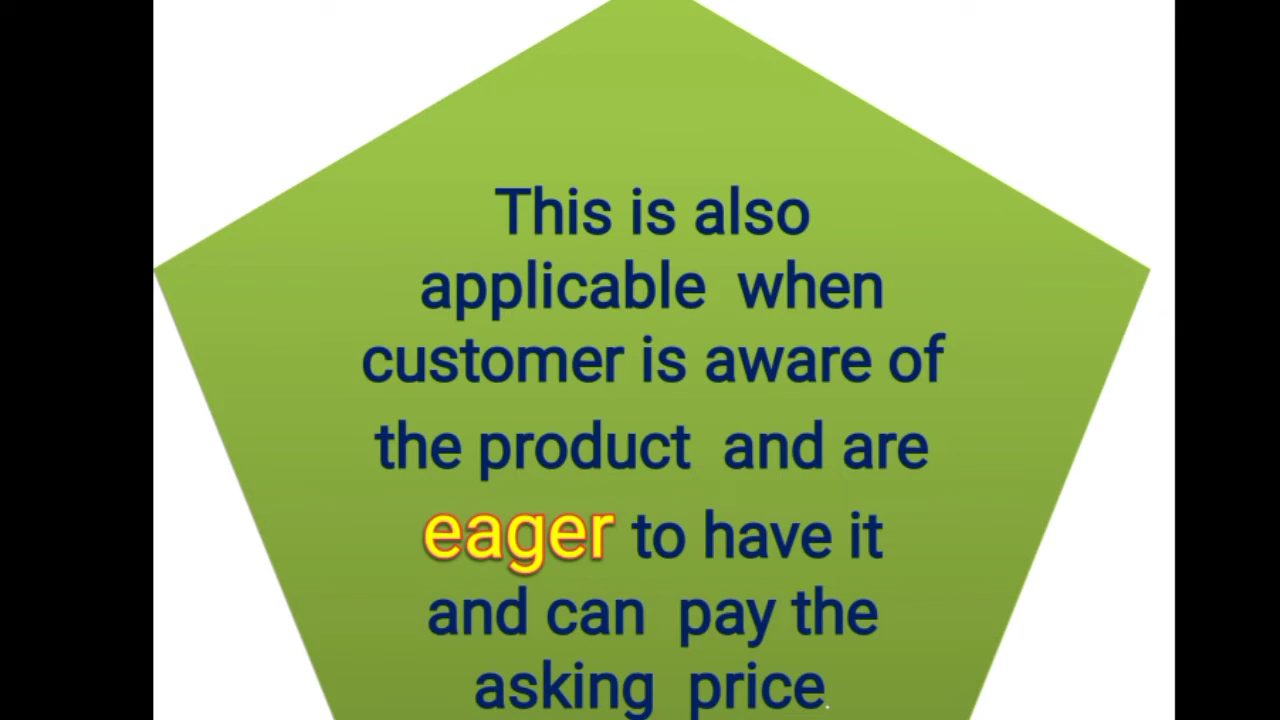 This is also
applicable when
customer is aware of
the product and are
eager to have it
and can pay the
asking price.